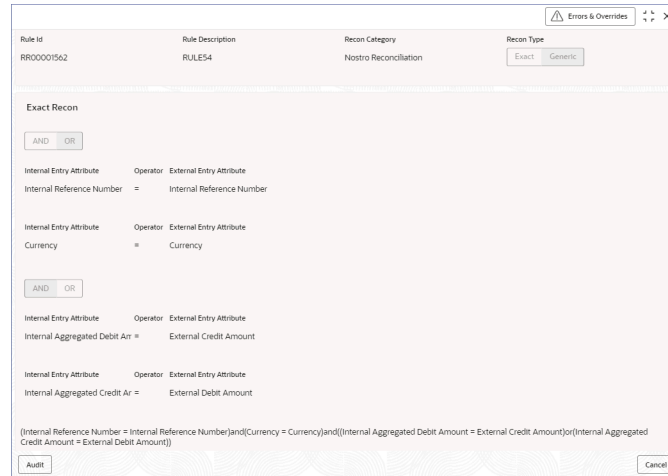 Errors & Overrides
Rule Id Rule Description Recon Category Recon Type
RR00001562 RULE54 Nostro Reconciliation Exact Generic
Exact Recon
AND OR
Internal Entry Attribute Operator External Entry Attribute
Internal Reference Number = Internal Reference Number
Internal Entry Attribute Operator External Entry Attribute
Currency = Currency
AND OR
Internal Entry Attribute Operator External Entry Attribute
Internal Aggregated Debit Am = External Credit Amount
Internal Entry Attribute Operator External Entry Attribute
Internal Aggregated Credit Ar = External Debit Amount
(Internal Reference Number = Internal Reference Number)and(Currency = Currency)and((Internal Aggregated Debit Amount = External Credit Amount)or(Internal Aggregated
Credit Amount = External Debit Amount))
Audit Cancel